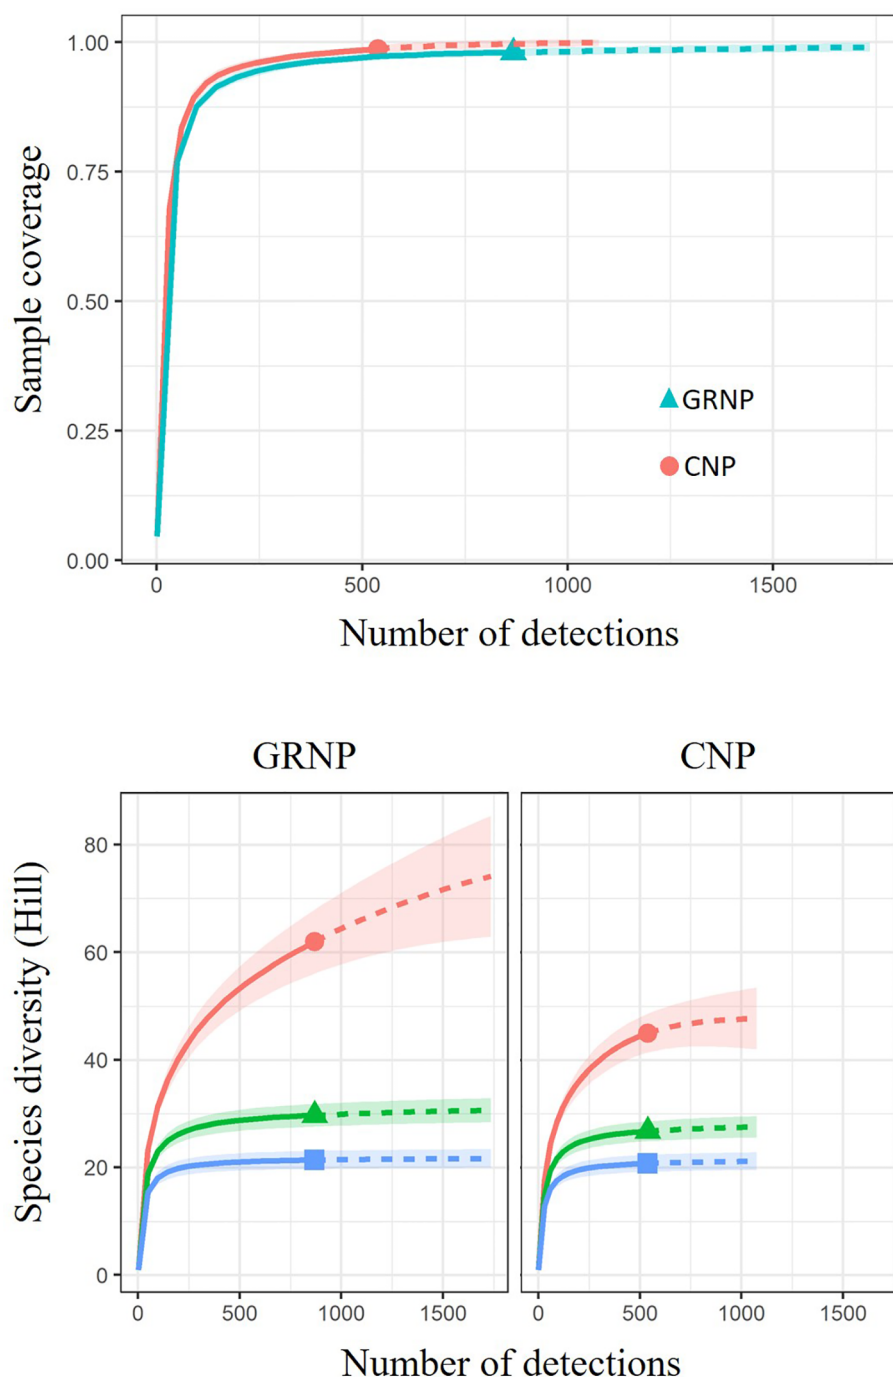 Sample coverage
1.00
0.75
0.50
0.25
0.00
GRNP
CNP
0 500 1000 1500
Number of detections
GRNP CNP
Species diversity (Hill)
80
60
40
20
0
0 500 1000 1500 0 500 1000 1500
Number of detections